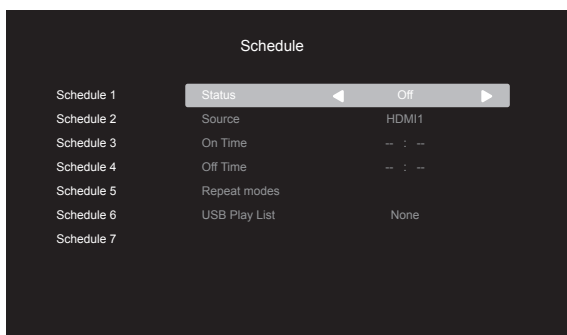 Schedule
Schedule 1 Status Off
Schedule 2 Source HDMI1
Schedule 3 On Time -- : --
Schedule 4 Off Time -- : --
Schedule 5 Repeat modes
Schedule 6 USB Play List None
Schedule 7